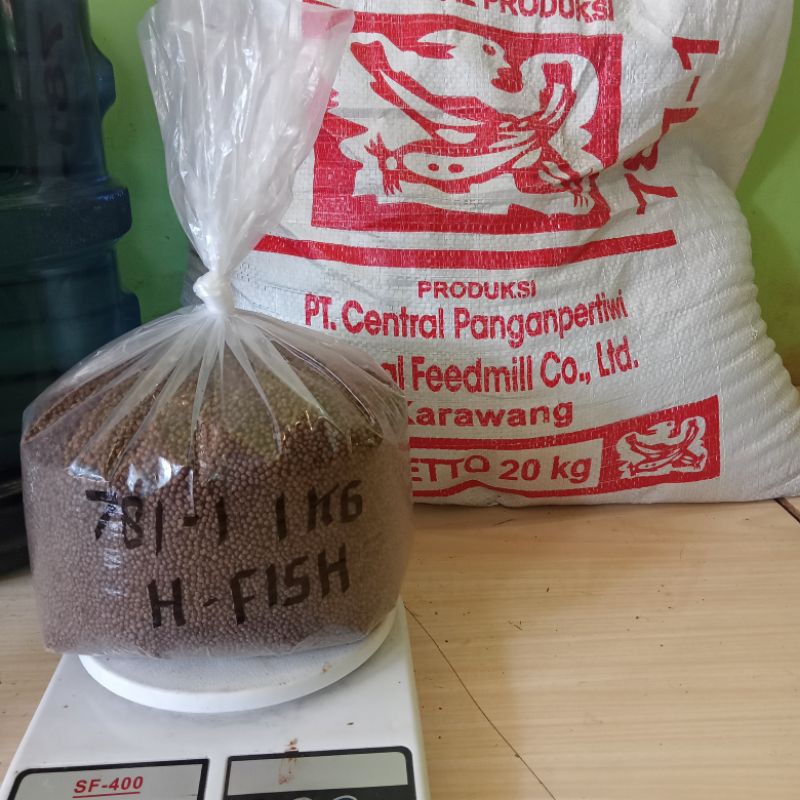 PRODUKSI
781-1
PRODUKSI
PT. Central Panganpertiwi
Feedmill Co., Ltd.
Karawang
NETTO 20 kg
781-1 1 KG
H-FISH
SF-400